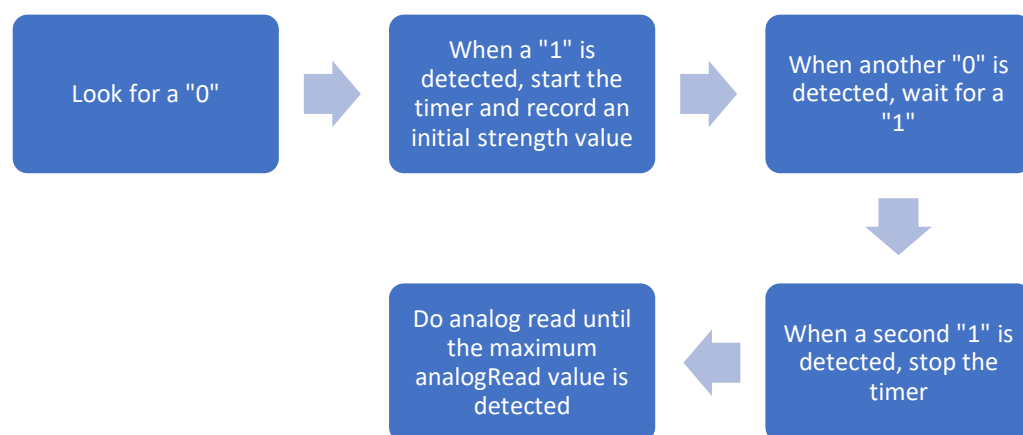 Look for a "0"
When a "1" is
detected, start the
timer and record an
initial strength value
When another "0" is
detected, wait for a
"1"
When a second "1" is
detected, stop the
timer
Do analog read until
the maximum
analogRead value is
detected